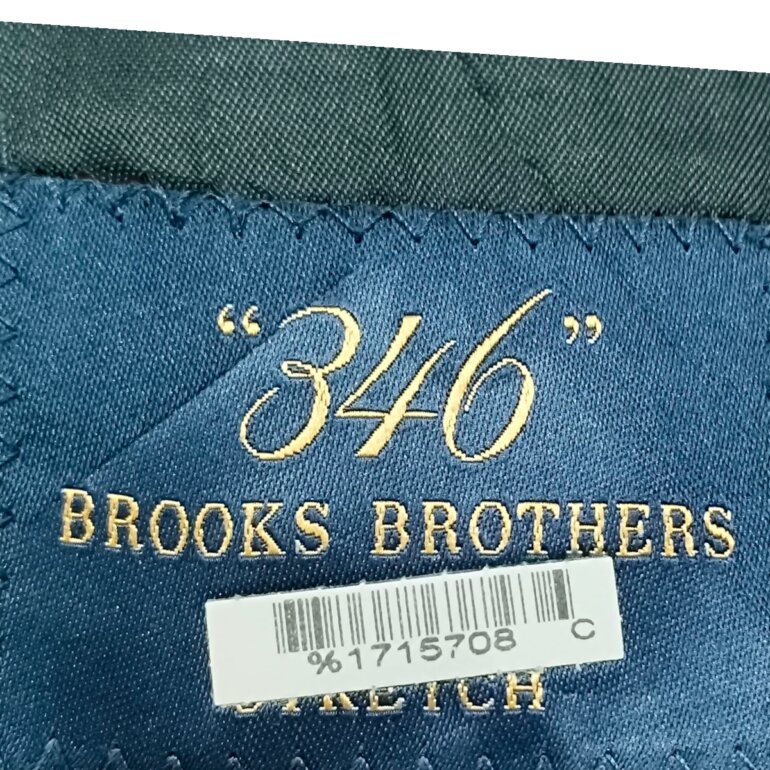 “346”
BROOKS BROTHERS
%1715708 C
STRETCH